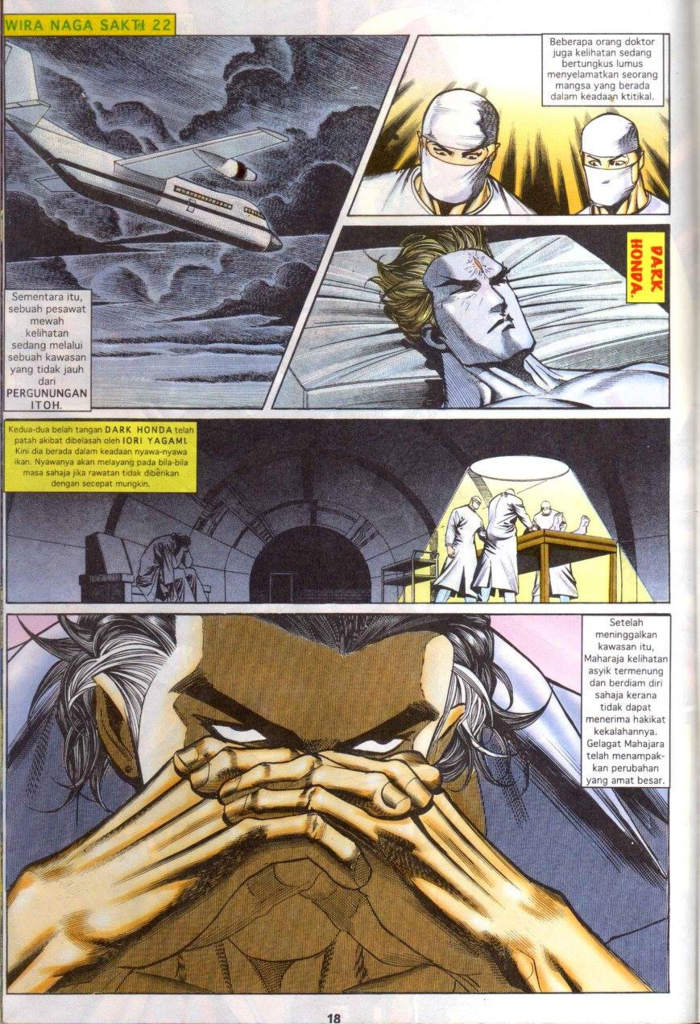 WIRA NAGA SAKTI 22
Sementara itu,
sebuah pesawat
mewah
kelihatan
sedang melalui
sebuah kawasan
yang tidak jauh
dari
PERGUNUNGAN
ITOH.
Beberapa orang doktor
juga kelihatan sedang
bertungkus lumus
menyelamatkan seorang
mangsa yang berada
dalam keadaan ktitikal.
DARK
HONDA.
Kedua-dua belah tangan DARK HONDA telah
patah akibat dibelasah oleh IORI YAGAMI.
Kini dia berada dalam keadaan nyawa-nyawa
ikan. Nyawanya akan melayang pada bila-bila
masa sahaja jika rawatan tidak diberikan
dengan secepat mungkin.
Setelah
meninggalkan
kawasan itu,
Maharaja kelihatan
asyik termenung
dan berdiam diri
sahaja kerana
tidak dapat
menerima hakikat
kekalahannya.
Gelagat Mahajara
telah menampak-
kan perubahan
yang amat besar.
18